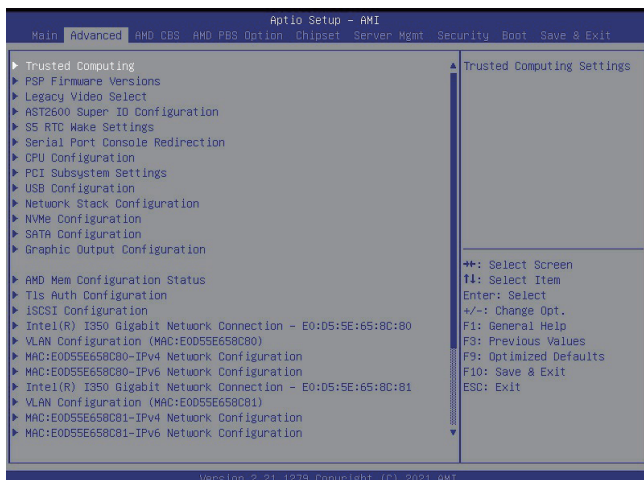 Aptio Setup – AMI
Main Advanced AMD CBS AMD PBS Option Chipset Server Mgmt Security Boot Save & Exit
Trusted Computing
PSP Firmware Versions
Legacy Video Select
AST2600 Super IO Configuration
S5 RTC Wake Settings
Serial Port Console Redirection
CPU Configuration
PCI Subsystem Settings
USB Configuration
Network Stack Configuration
NVMe Configuration
SATA Configuration
Graphic Output Configuration
AMD Mem Configuration Status
Tls Auth Configuration
iSCSI Configuration
Intel(R) I350 Gigabit Network Connection – E0:D5:5E:65:8C:80
VLAN Configuration (MAC:E0D55E658C80)
MAC:E0D55E658C80-IPv4 Network Configuration
MAC:E0D55E658C80-IPv6 Network Configuration
Intel(R) I350 Gigabit Network Connection – E0:D5:5E:65:8C:81
VLAN Configuration (MAC:E0D55E658C81)
MAC:E0D55E658C81-IPv4 Network Configuration
MAC:E0D55E658C81-IPv6 Network Configuration
Trusted Computing Settings
→←: Select Screen
↑↓: Select Item
Enter: Select
+/-: Change Opt.
F1: General Help
F3: Previous Values
F9: Optimized Defaults
F10: Save & Exit
ESC: Exit
Version 2.21.1279 Copyright (C) 2021 AMI